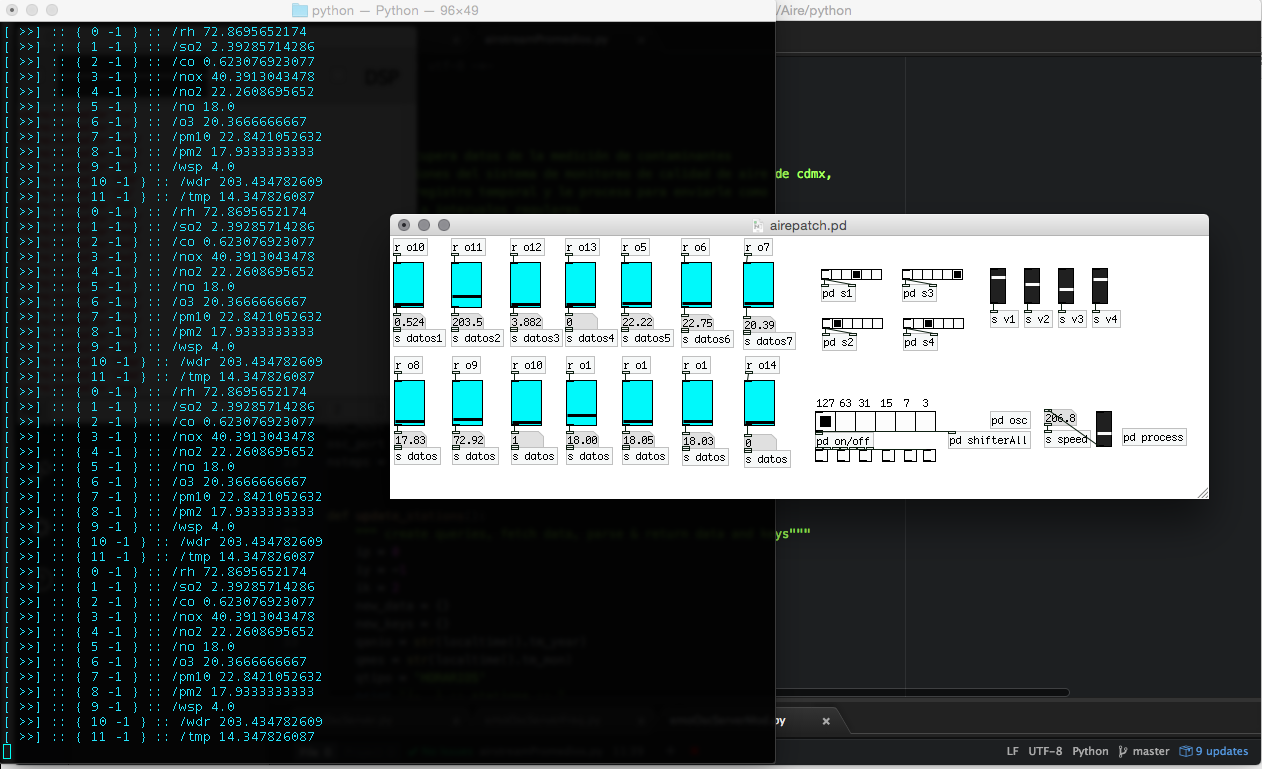 python — Python — 96×49
/Aire/python
[ >>] :: { 0 -1 } :: /rh 72.8695652174
[ >>] :: { 1 -1 } :: /so2 2.39285714286
[ >>] :: { 2 -1 } :: /co 0.623076923077
[ >>] :: { 3 -1 } :: /nox 40.3913043478
[ >>] :: { 4 -1 } :: /no2 22.2608695652
[ >>] :: { 5 -1 } :: /no 18.0
[ >>] :: { 6 -1 } :: /o3 20.3666666667
[ >>] :: { 7 -1 } :: /pm10 22.8421052632
[ >>] :: { 8 -1 } :: /pm2 17.9333333333
[ >>] :: { 9 -1 } :: /wsp 4.0
[ >>] :: { 10 -1 } :: /wdr 203.434782609
[ >>] :: { 11 -1 } :: /tmp 14.347826087
[ >>] :: { 0 -1 } :: /rh 72.8695652174
[ >>] :: { 1 -1 } :: /so2 2.39285714286
[ >>] :: { 2 -1 } :: /co 0.623076923077
[ >>] :: { 3 -1 } :: /nox 40.3913043478
[ >>] :: { 4 -1 } :: /no2 22.2608695652
[ >>] :: { 5 -1 } :: /no 18.0
[ >>] :: { 6 -1 } :: /o3 20.3666666667
[ >>] :: { 7 -1 } :: /pm10 22.8421052632
[ >>] :: { 8 -1 } :: /pm2 17.9333333333
[ >>] :: { 9 -1 } :: /wsp 4.0
[ >>] :: { 10 -1 } :: /wdr 203.434782609
[ >>] :: { 11 -1 } :: /tmp 14.347826087
[ >>] :: { 0 -1 } :: /rh 72.8695652174
[ >>] :: { 1 -1 } :: /so2 2.39285714286
[ >>] :: { 2 -1 } :: /co 0.623076923077
[ >>] :: { 3 -1 } :: /nox 40.3913043478
[ >>] :: { 4 -1 } :: /no2 22.2608695652
[ >>] :: { 5 -1 } :: /no 18.0
[ >>] :: { 6 -1 } :: /o3 20.3666666667
[ >>] :: { 7 -1 } :: /pm10 22.8421052632
[ >>] :: { 8 -1 } :: /pm2 17.9333333333
[ >>] :: { 9 -1 } :: /wsp 4.0
[ >>] :: { 10 -1 } :: /wdr 203.434782609
[ >>] :: { 11 -1 } :: /tmp 14.347826087
[ >>] :: { 0 -1 } :: /rh 72.8695652174
[ >>] :: { 1 -1 } :: /so2 2.39285714286
[ >>] :: { 2 -1 } :: /co 0.623076923077
[ >>] :: { 3 -1 } :: /nox 40.3913043478
[ >>] :: { 4 -1 } :: /no2 22.2608695652
[ >>] :: { 5 -1 } :: /no 18.0
[ >>] :: { 6 -1 } :: /o3 20.3666666667
[ >>] :: { 7 -1 } :: /pm10 22.8421052632
[ >>] :: { 8 -1 } :: /pm2 17.9333333333
[ >>] :: { 9 -1 } :: /wsp 4.0
[ >>] :: { 10 -1 } :: /wdr 203.434782609
[ >>] :: { 11 -1 } :: /tmp 14.347826087
DSP
de cdmx,
airepatch.pd
r o10 r o11 r o12 r o13 r o5 r o6 r o7
0.524 203.5 3.882 0 22.22 22.75 20.39
s datos1 s datos2 s datos3 s datos4 s datos5 s datos6 s datos7
r o8 r o9 r o10 r o1 r o1 r o1 r o14
17.83 72.92 1 18.00 18.05 18.03 0
s datos s datos s datos s datos s datos s datos s datos
pd s1 pd s3
pd s2 pd s4
s v1 s v2 s v3 s v4
127 63 31 15 7 3
pd on/off
pd shifterAll
pd osc
206.8
s speed
pd process
ys"""
py ×
LF UTF-8 Python master 9 updates